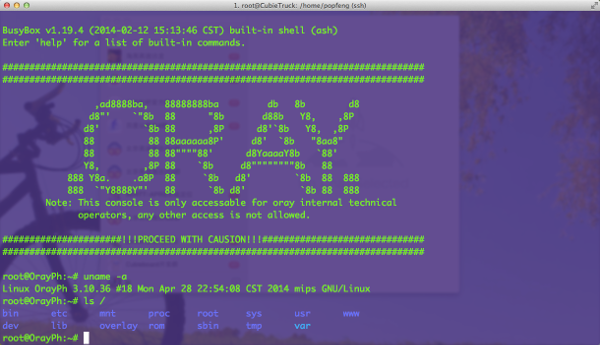 1. root@CubieTruck: /home/popfeng (ssh)
BusyBox v1.19.4 (2014-02-12 15:13:46 CST) built-in shell (ash)
Enter 'help' for a list of built-in commands.
###############################################################################
###############################################################################
      ,ad8888ba,   88888888ba         db    8b        d8
     d8"'    `"8b  88      "8b       d88b    Y8,    ,8P
    d8'        `8b 88      ,8P      d8'`8b    Y8,  ,8P
    88          88 88aaaaaa8P'     d8'  `8b    "8aa8"
    88          88 88""""88'      d8YaaaaY8b    `88'
    Y8,        ,8P 88    `8b     d8""""""""8b    88
888  Y8a.    .a8P  88     `8b   d8'        `8b   88  888
888   `"Y8888Y"'   88      `8b d8'          `8b  88  888
Note: This console is only accessable for oray internal technical
operators, any other access is not allowed.
######################!!!PROCEED WITH CAUSION!!!##############################
###############################################################################
root@OrayPh:~# uname -a
Linux OrayPh 3.10.36 #18 Mon Apr 28 22:54:08 CST 2014 mips GNU/Linux
root@OrayPh:~# ls /
bin etc mnt proc root sys usr www
dev lib overlay rom sbin tmp var
root@OrayPh:~#